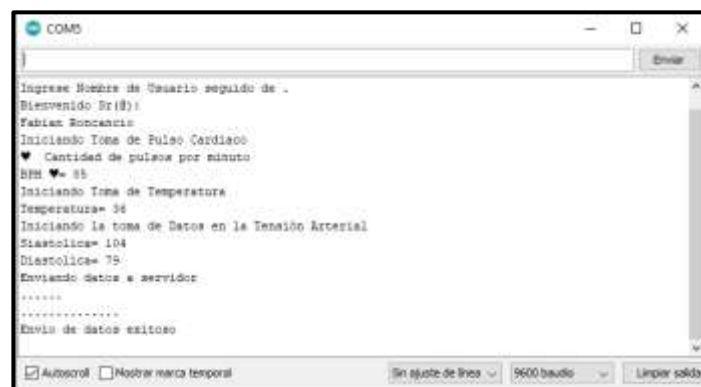 COM5
Enviar
Ingrese Nombre de Usuario seguido de .
Bienvenido Sr(@):
Fabian Roncancio
Iniciando Toma de Pulso Cardiaco
♥ Cantidad de pulsos por minuto
BPM ♥= 85
Iniciando Toma de Temperatura
Temperatura= 36
Iniciando la toma de Datos en la Tensión Arterial
Siastolica= 104
Diastolica= 79
Enviando datos a servidor
......
..............
Envio de datos exitoso
Autoscroll Mostrar marca temporal Sin ajuste de línea 9600 baudio Limpiar salida